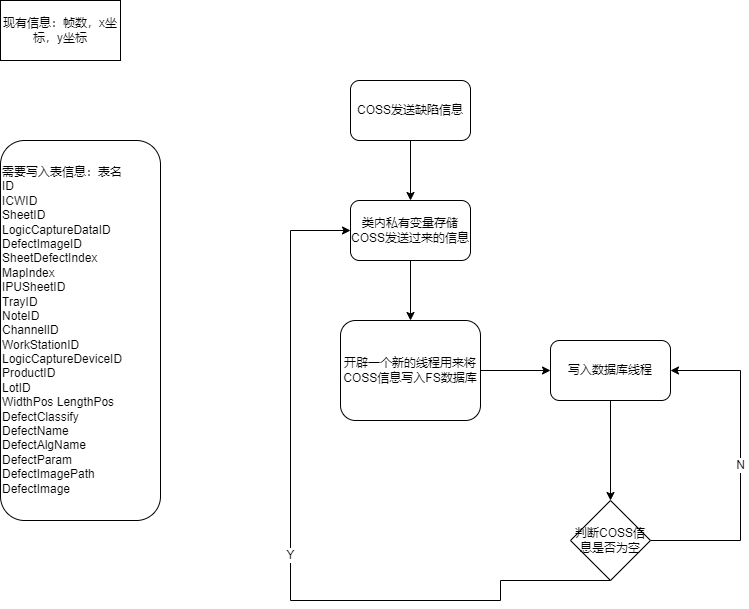 现有信息：帧数，x坐
标，y坐标
COSS发送缺陷信息
需要写入表信息：表名
ID
ICWID
SheetID
LogicCaptureDataID
DefectImageID
SheetDefectIndex
MapIndex
IPUSheetID
TrayID
NoteID
ChannelID
WorkStationID
LogicCaptureDeviceID
ProductID
LotID
WidthPos LengthPos
DefectClassify
DefectName
DefectAlgName
DefectParam
DefectImagePath
DefectImage
类内私有变量存储
COSS发送过来的信息
开辟一个新的线程用来将
COSS信息写入FS数据库
写入数据库线程
N
判断COSS信
息是否为空
Y